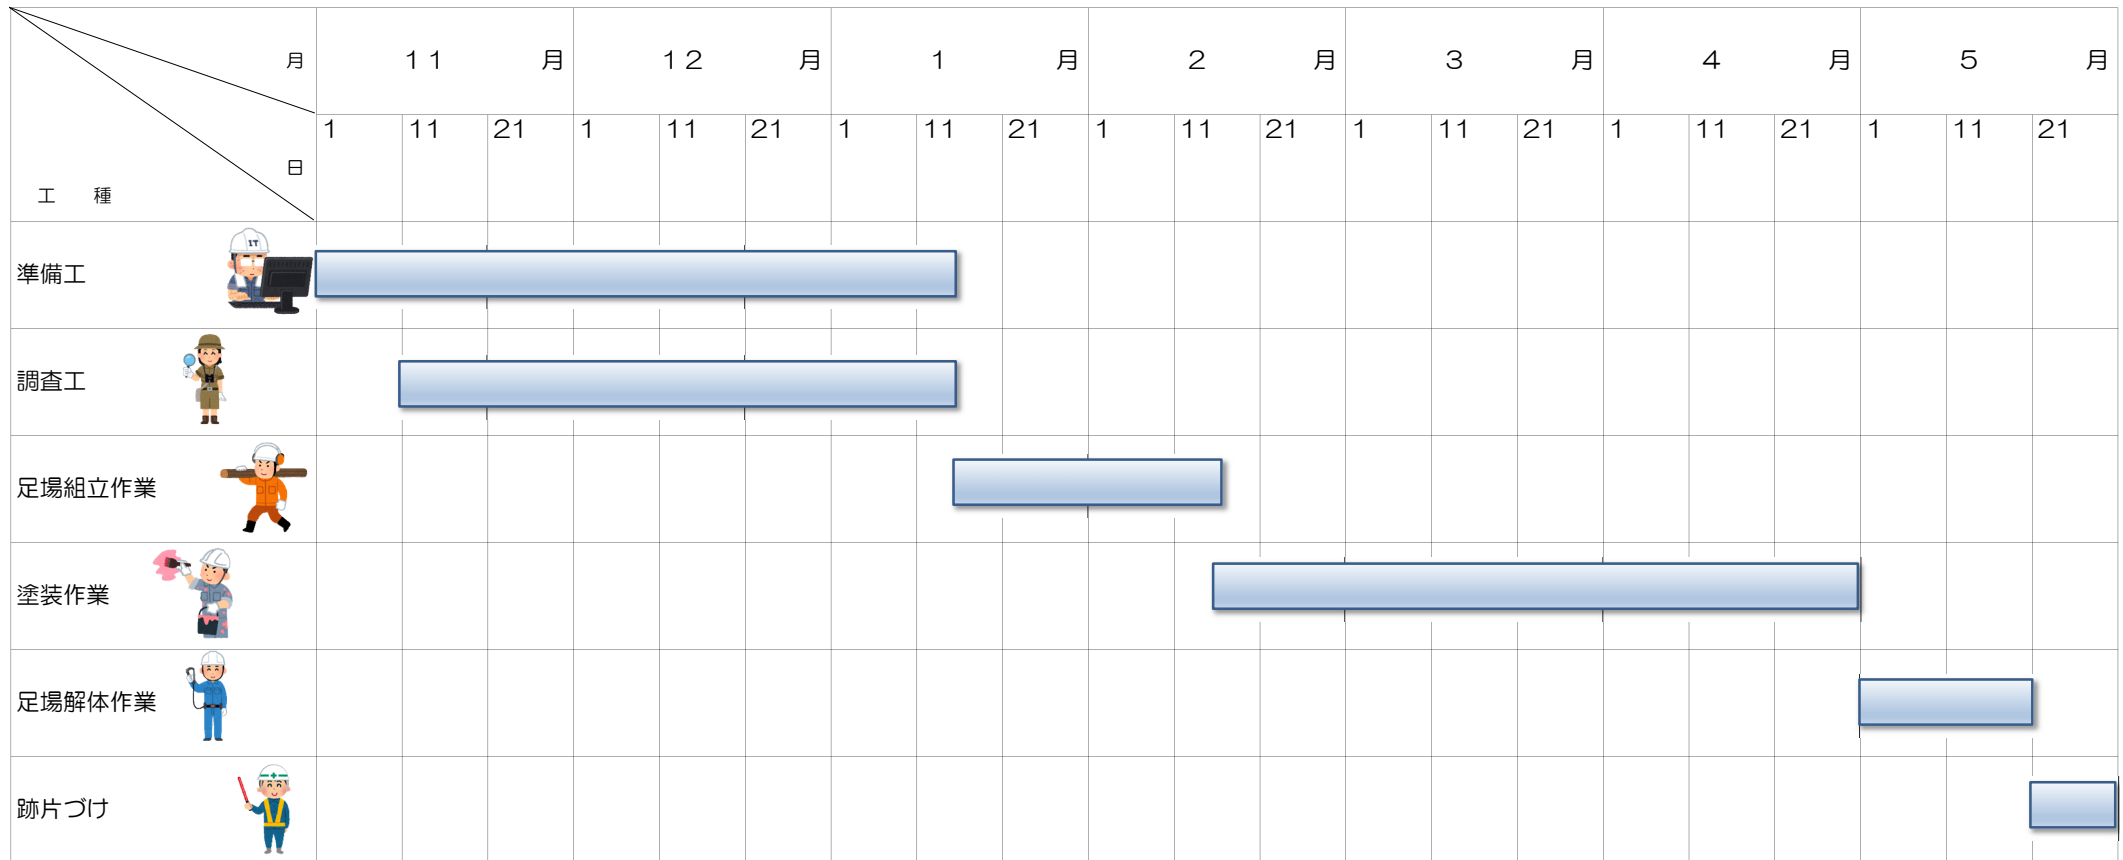 月 １１ 月 １２ 月 １ 月 ２ 月 ３ 月 ４ 月 ５ 月
1 11 21 1 11 21 1 11 21 1 11 21 1 11 21 1 11 21 1 11 21
日
工 種
IT
準備工
調査工
足場組立作業
塗装作業
足場解体作業
跡片づけ